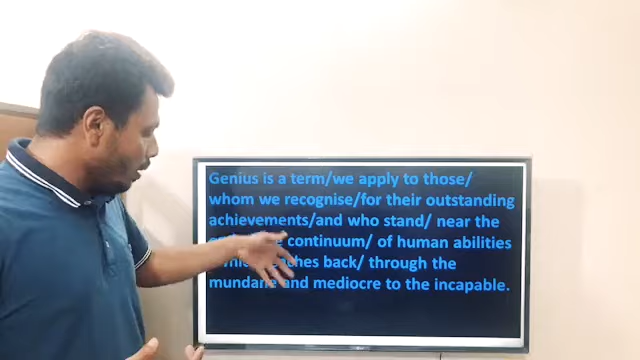 Genius is a term/we apply to those/
whom we recognise/for their outstanding
achievements/and who stand/ near the
continuum/ of human abilities
back/ through the
mundane and mediocre to the incapable.